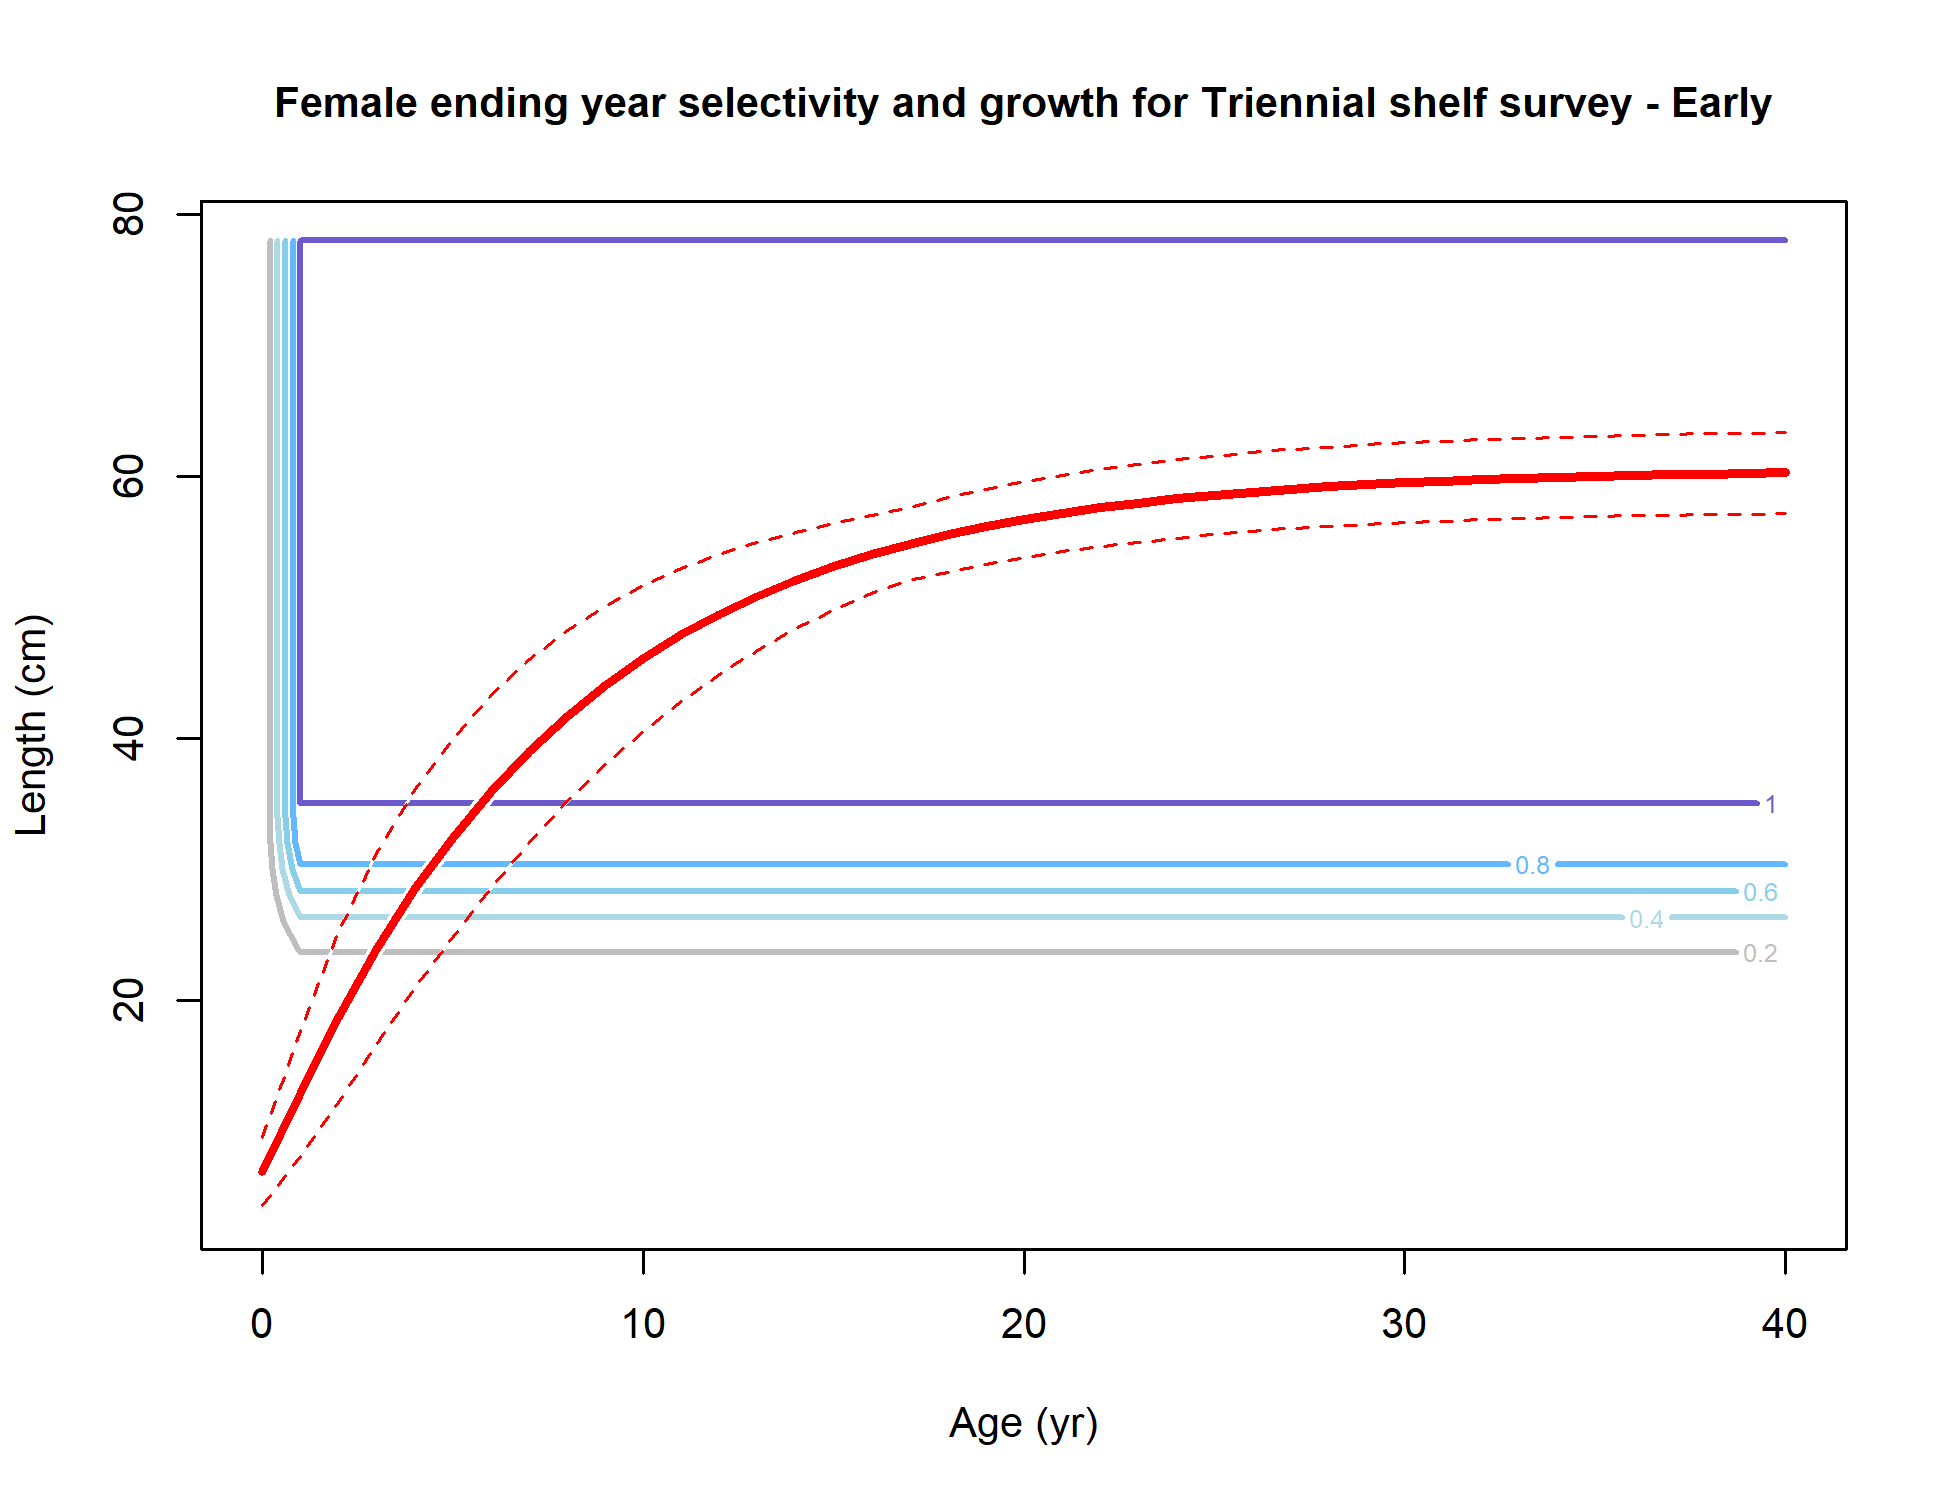 Female ending year selectivity and growth for Triennial shelf survey - Early
80
60
40
20
Length (cm)
1
0.8
0.6
0.4
0.2
0 10 20 30 40
Age (yr)